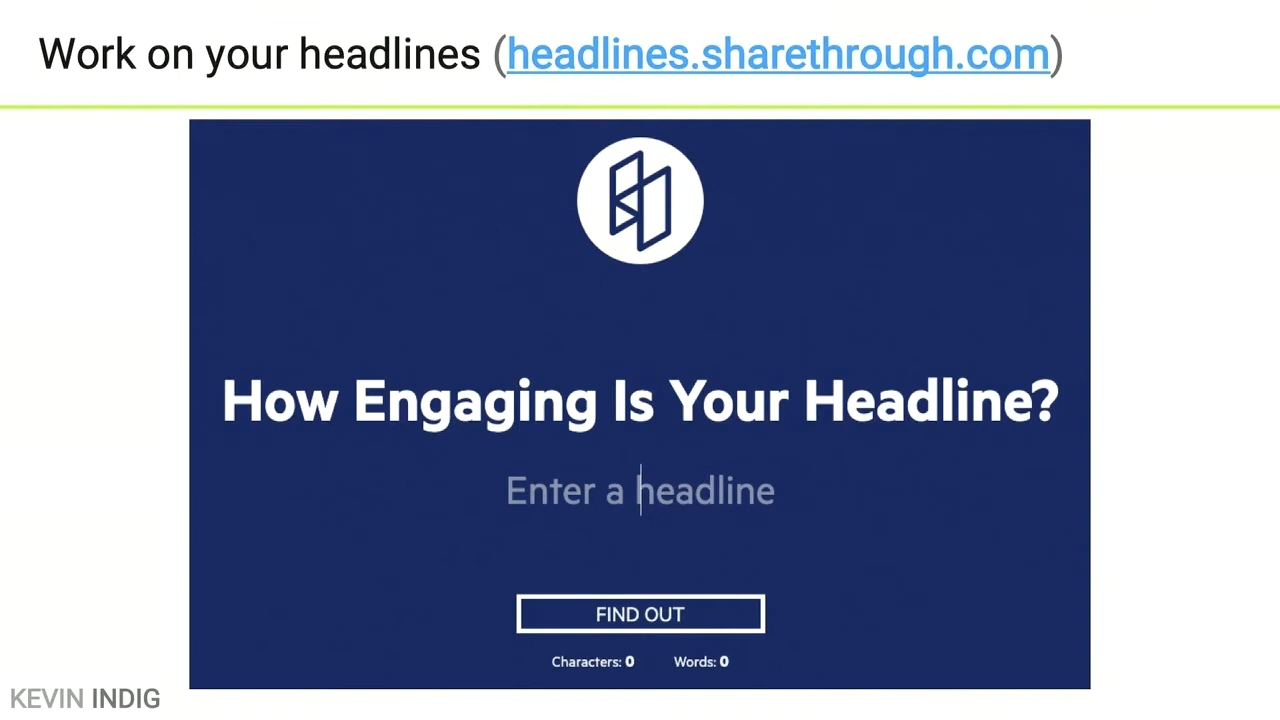 Work on your headlines (headlines.sharethrough.com)
How Engaging Is Your Headline?
Enter a headline
FIND OUT
Characters: 0 Words: 0
KEVIN INDIG